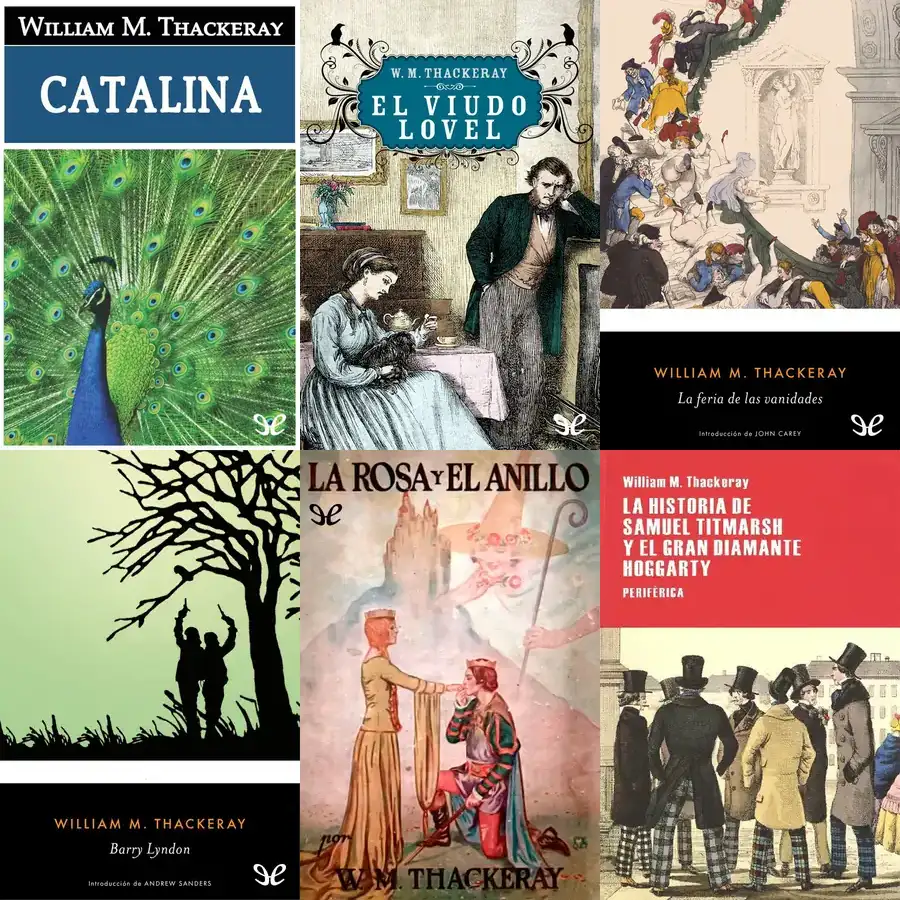 WILLIAM M. THACKERAY
CATALINA
W. M. THACKERAY
EL VIUDO
LOVEL
WILLIAM M. THACKERAY
La feria de las vanidades
Introducción de JOHN CAREY
WILLIAM M. THACKERAY
Barry Lyndon
Introducción de ANDREW SANDERS
LA ROSA Y EL ANILLO
por
W. M. THACKERAY
William M. Thackeray
LA HISTORIA DE
SAMUEL TITMARSH
Y EL GRAN DIAMANTE
HOGGARTY
PERIFÉRICA